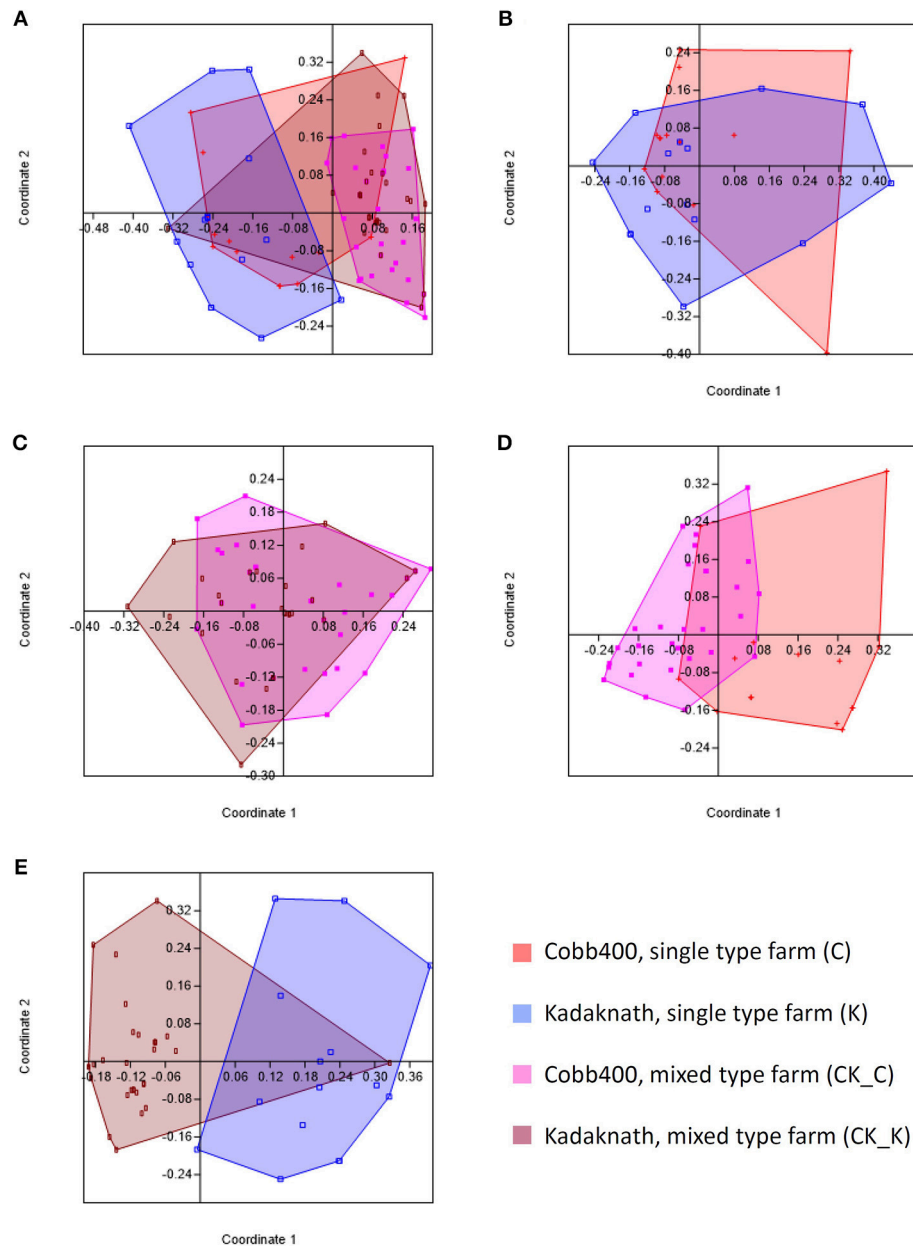 A
0.32
0.24
0.16
0.08
-0.48 -0.40 -0.32 -0.24 -0.16 -0.08 0.08 0.16
-0.08
-0.16
-0.24
Coordinate 2
Coordinate 1
B
0.24
0.16
0.08
-0.24 -0.16 -0.08 0.08 0.16 0.24 0.32 0.40
-0.08
-0.16
-0.24
-0.32
-0.40
Coordinate 2
Coordinate 1
C
0.24
0.18
0.12
0.06
-0.40 -0.32 -0.24 -0.16 -0.08 0.08 0.16 0.24
-0.06
-0.12
-0.18
-0.24
-0.30
Coordinate 2
Coordinate 1
D
0.32
0.24
0.16
0.08
-0.24 -0.16 -0.08 0.08 0.16 0.24 0.32
-0.08
-0.16
-0.24
Coordinate 2
Coordinate 1
E
0.32
0.24
0.16
0.08
-0.18 -0.12 -0.06 0.06 0.12 0.18 0.24 0.30 0.36
-0.08
-0.16
-0.24
Coordinate 2
Coordinate 1
Cobb400, single type farm (C)
Kadaknath, single type farm (K)
Cobb400, mixed type farm (CK_C)
Kadaknath, mixed type farm (CK_K)